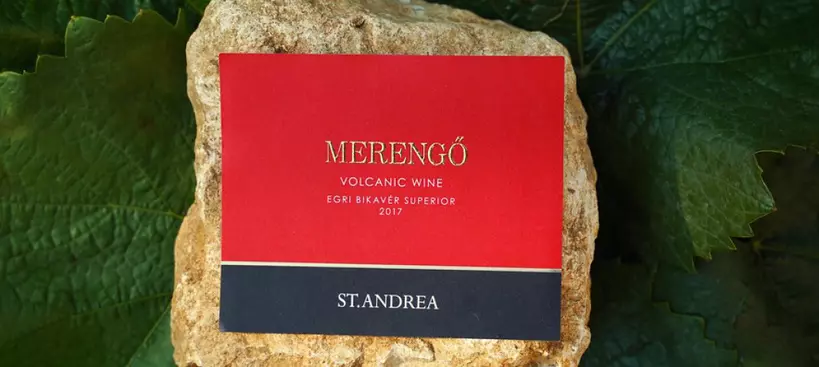 MERENGŐ
VOLCANIC WINE
EGRI BIKAVÉR SUPERIOR
2017
ST.ANDREA